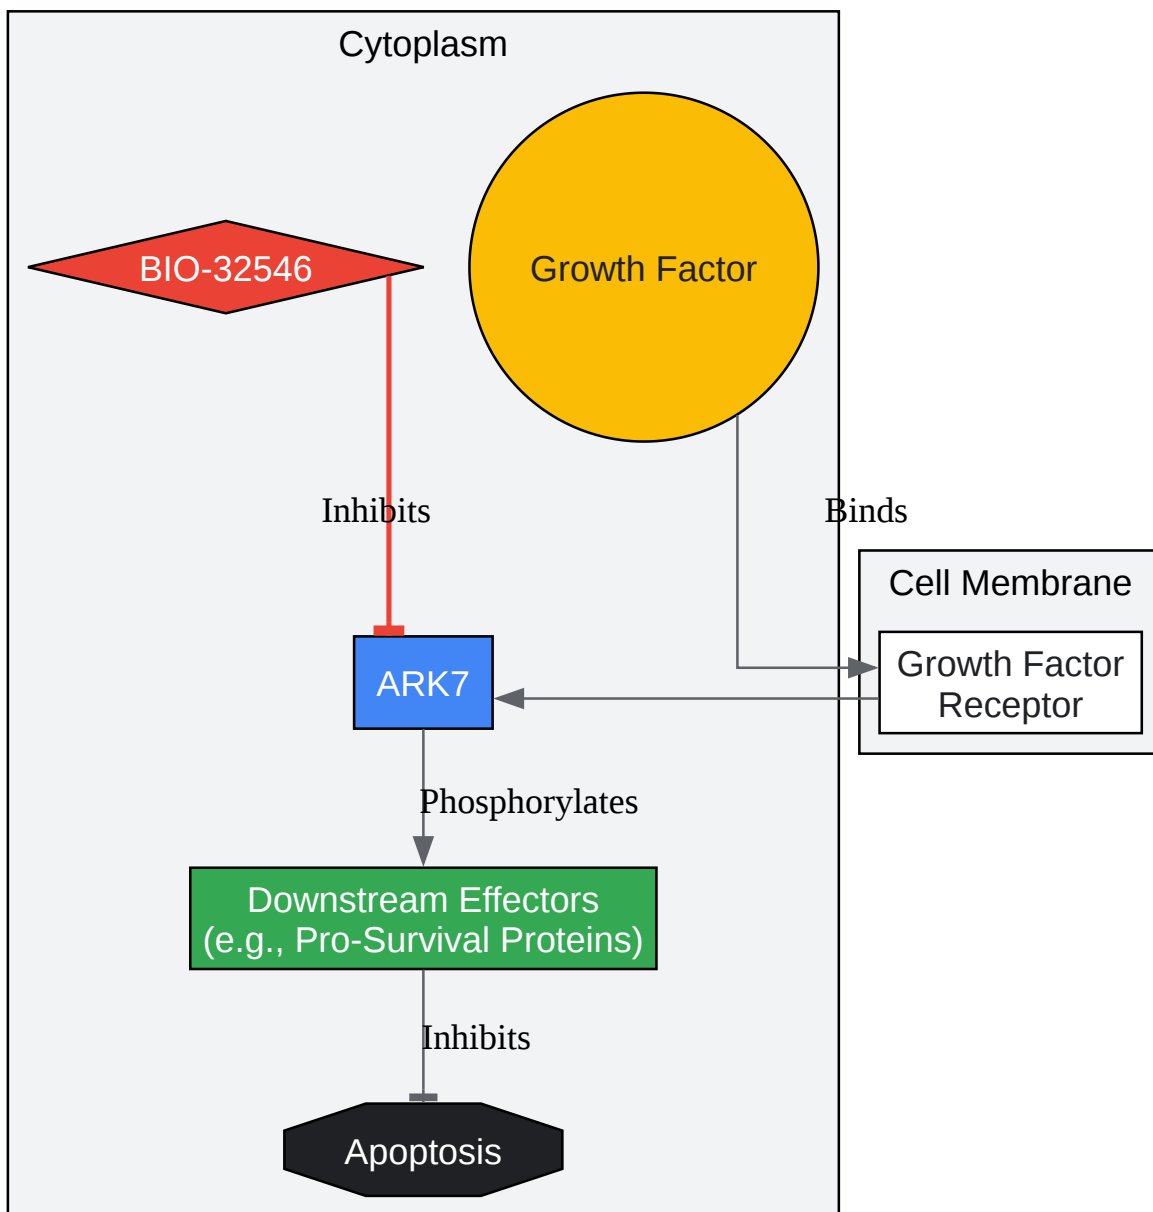 Cytoplasm
BIO-32546
Growth Factor
Inhibits
Binds
Cell Membrane
Growth Factor
Receptor
ARK7
Phosphorylates
Downstream Effectors
(e.g., Pro-Survival Proteins)
Inhibits
Apoptosis